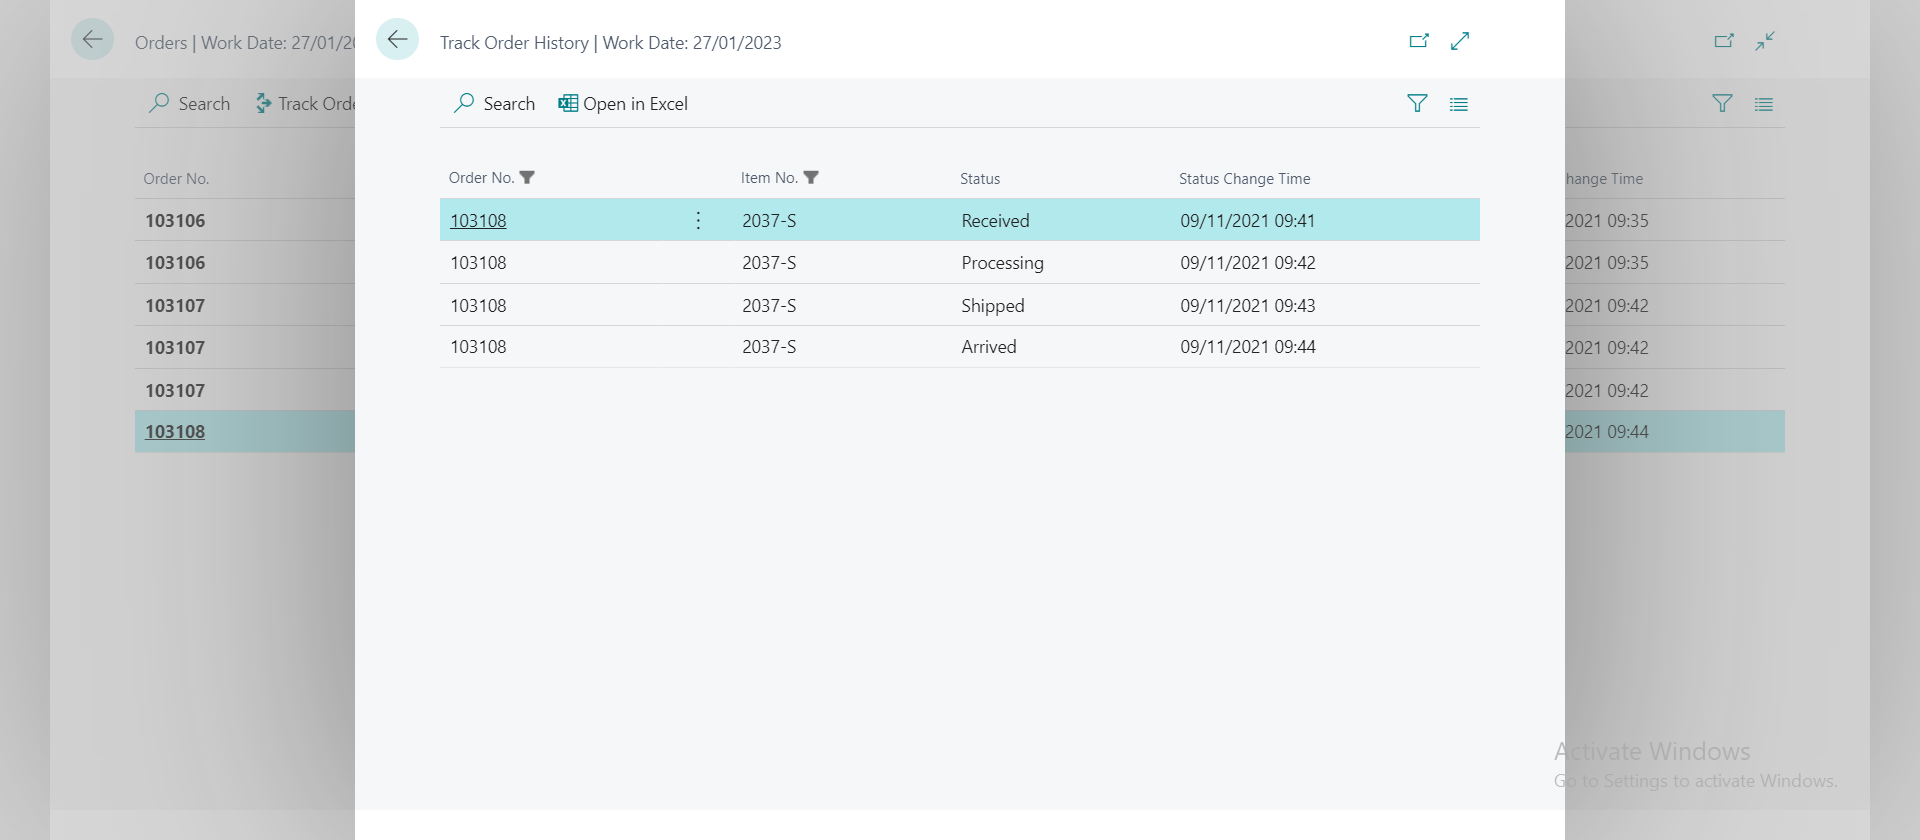 Orders | Work Date: 27/01/20
Track Order History | Work Date: 27/01/2023
Search Track Orde
Search Open in Excel
Order No.
Order No. Item No. Status Status Change Time
hange Time
103106
103108 2037-S Received 09/11/2021 09:41
2021 09:35
103106
103108 2037-S Processing 09/11/2021 09:42
2021 09:35
103107
103108 2037-S Shipped 09/11/2021 09:43
2021 09:42
103107
103108 2037-S Arrived 09/11/2021 09:44
2021 09:42
103107
2021 09:42
103108
2021 09:44
Activate Windows
Go to Settings to activate Windows.